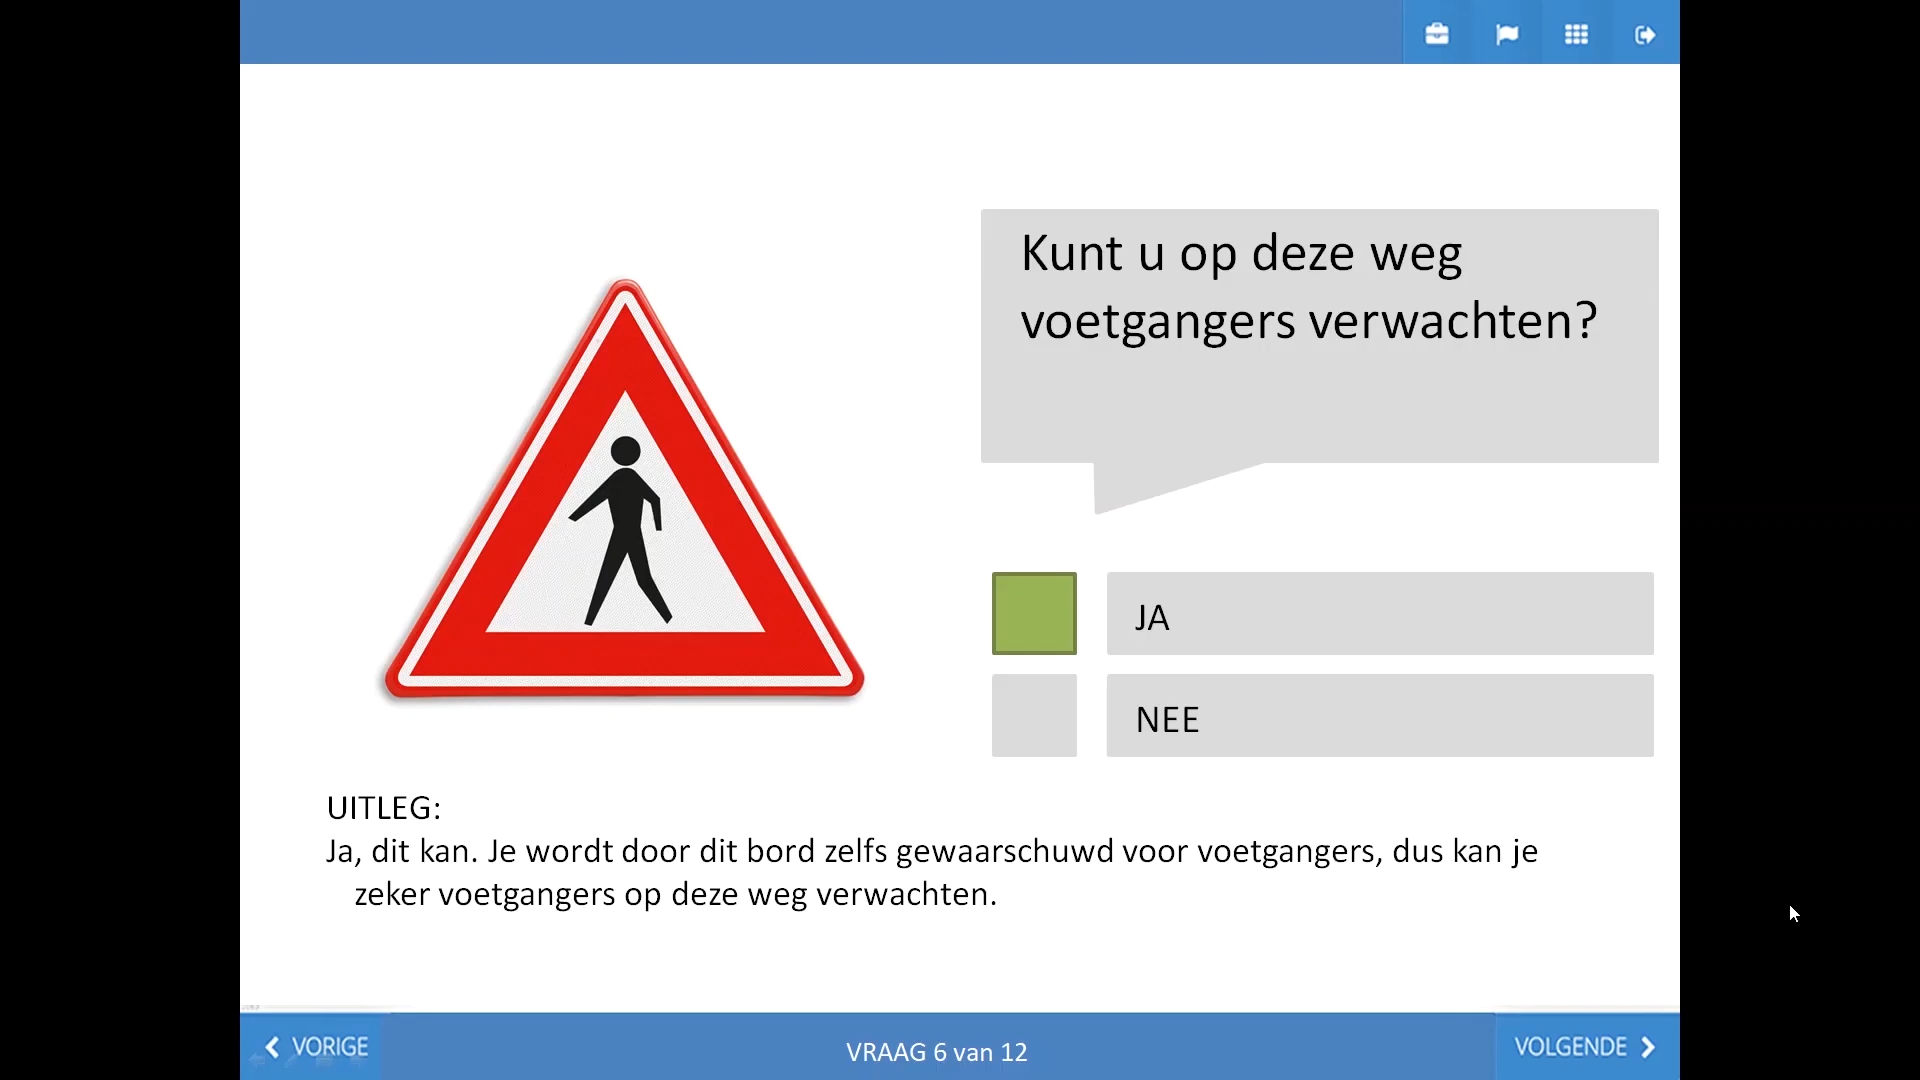 Kunt u op deze weg
voetgangers verwachten?
JA
NEE
UITLEG:
Ja, dit kan. Je wordt door dit bord zelfs gewaarschuwd voor voetgangers, dus kan je
zeker voetgangers op deze weg verwachten.
VORIGE
VRAAG 6 van 12
VOLGENDE